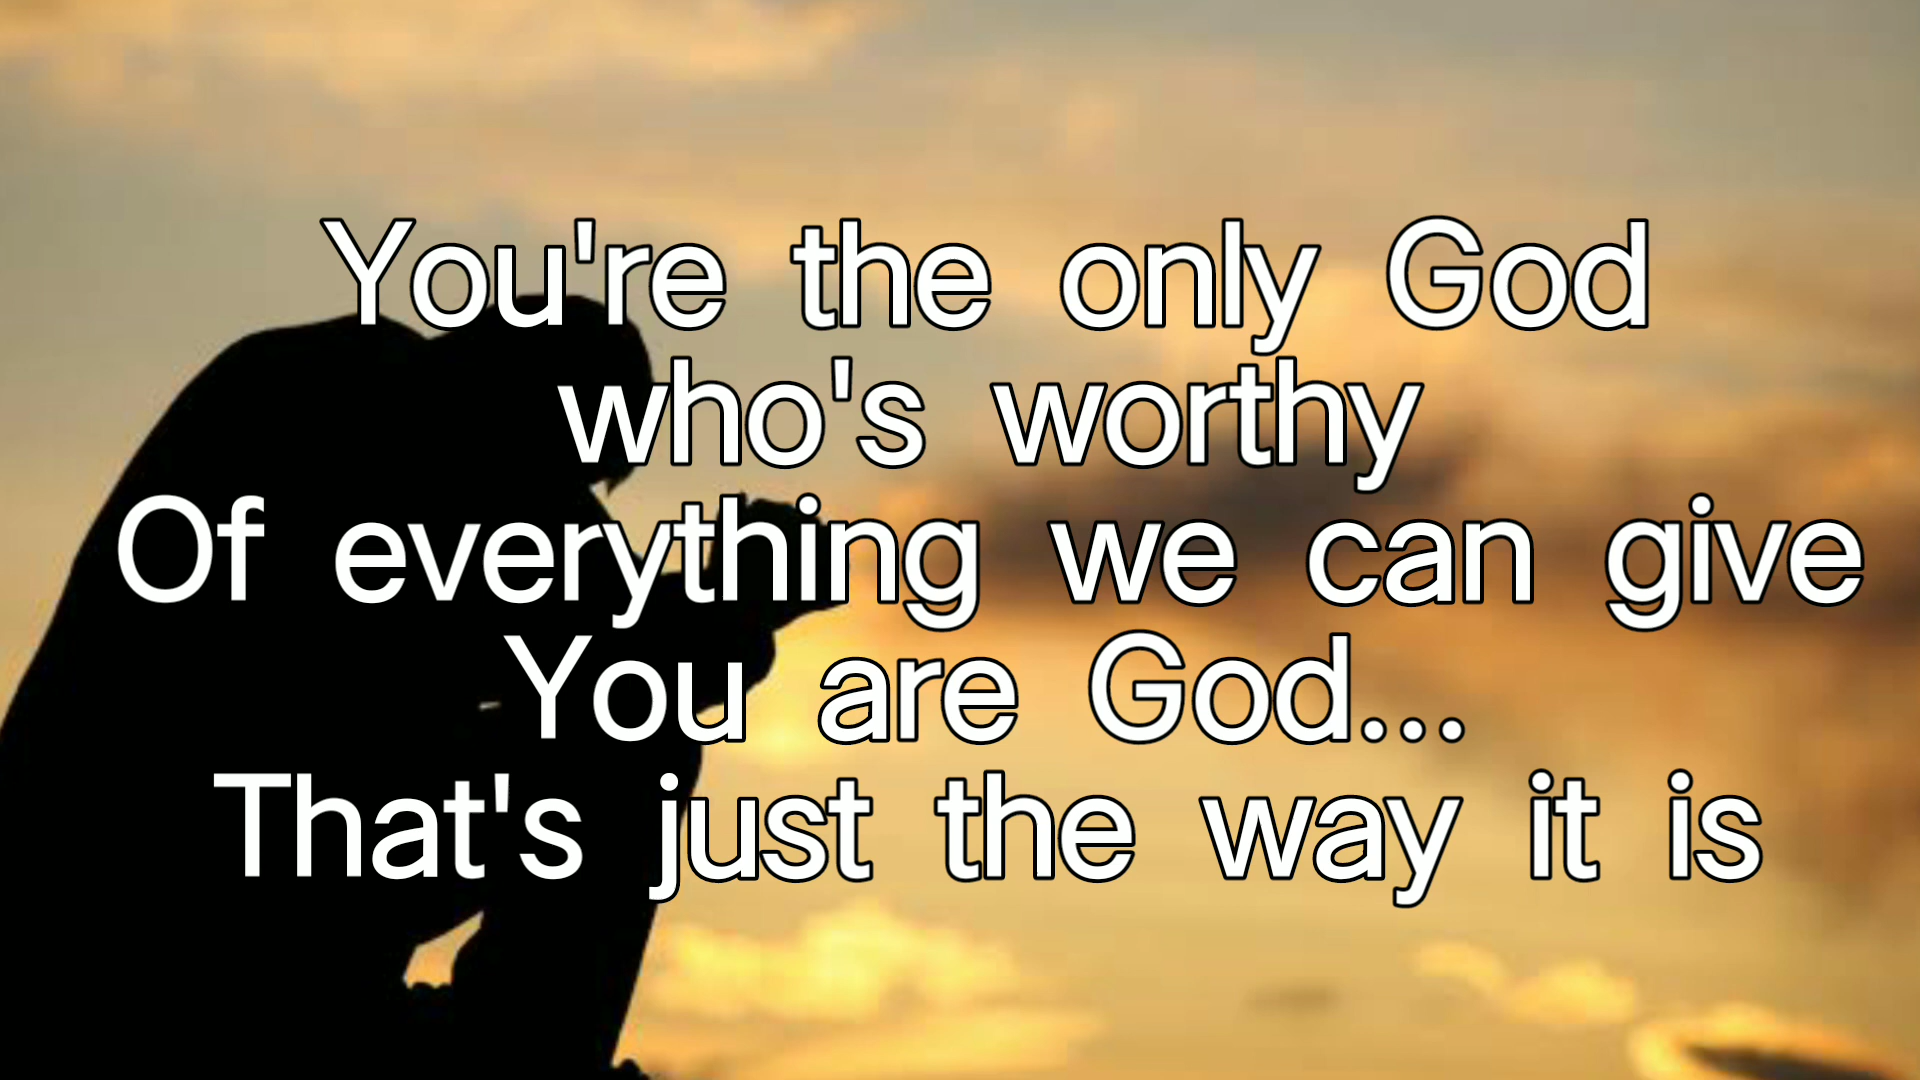 You're the only God
who's worthy
Of everything we can give
You are God...
That's just the way it is